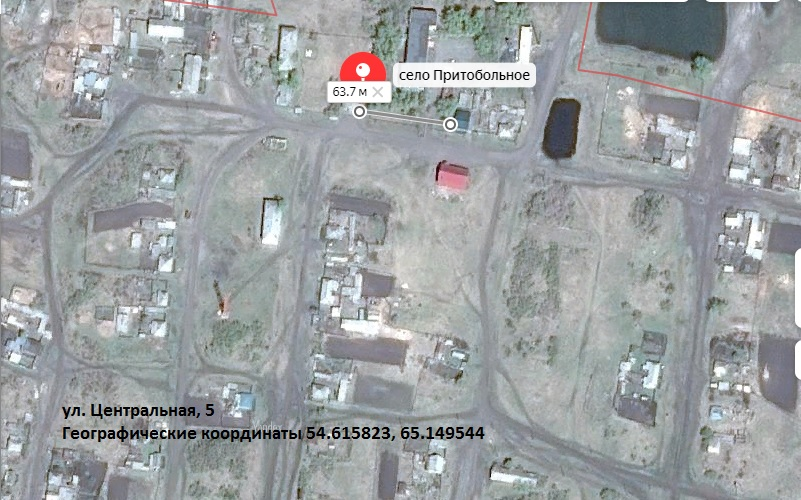 село Притобольное
63.7 м
ул. Центральная, 5
Географические координаты 54.615823, 65.149544